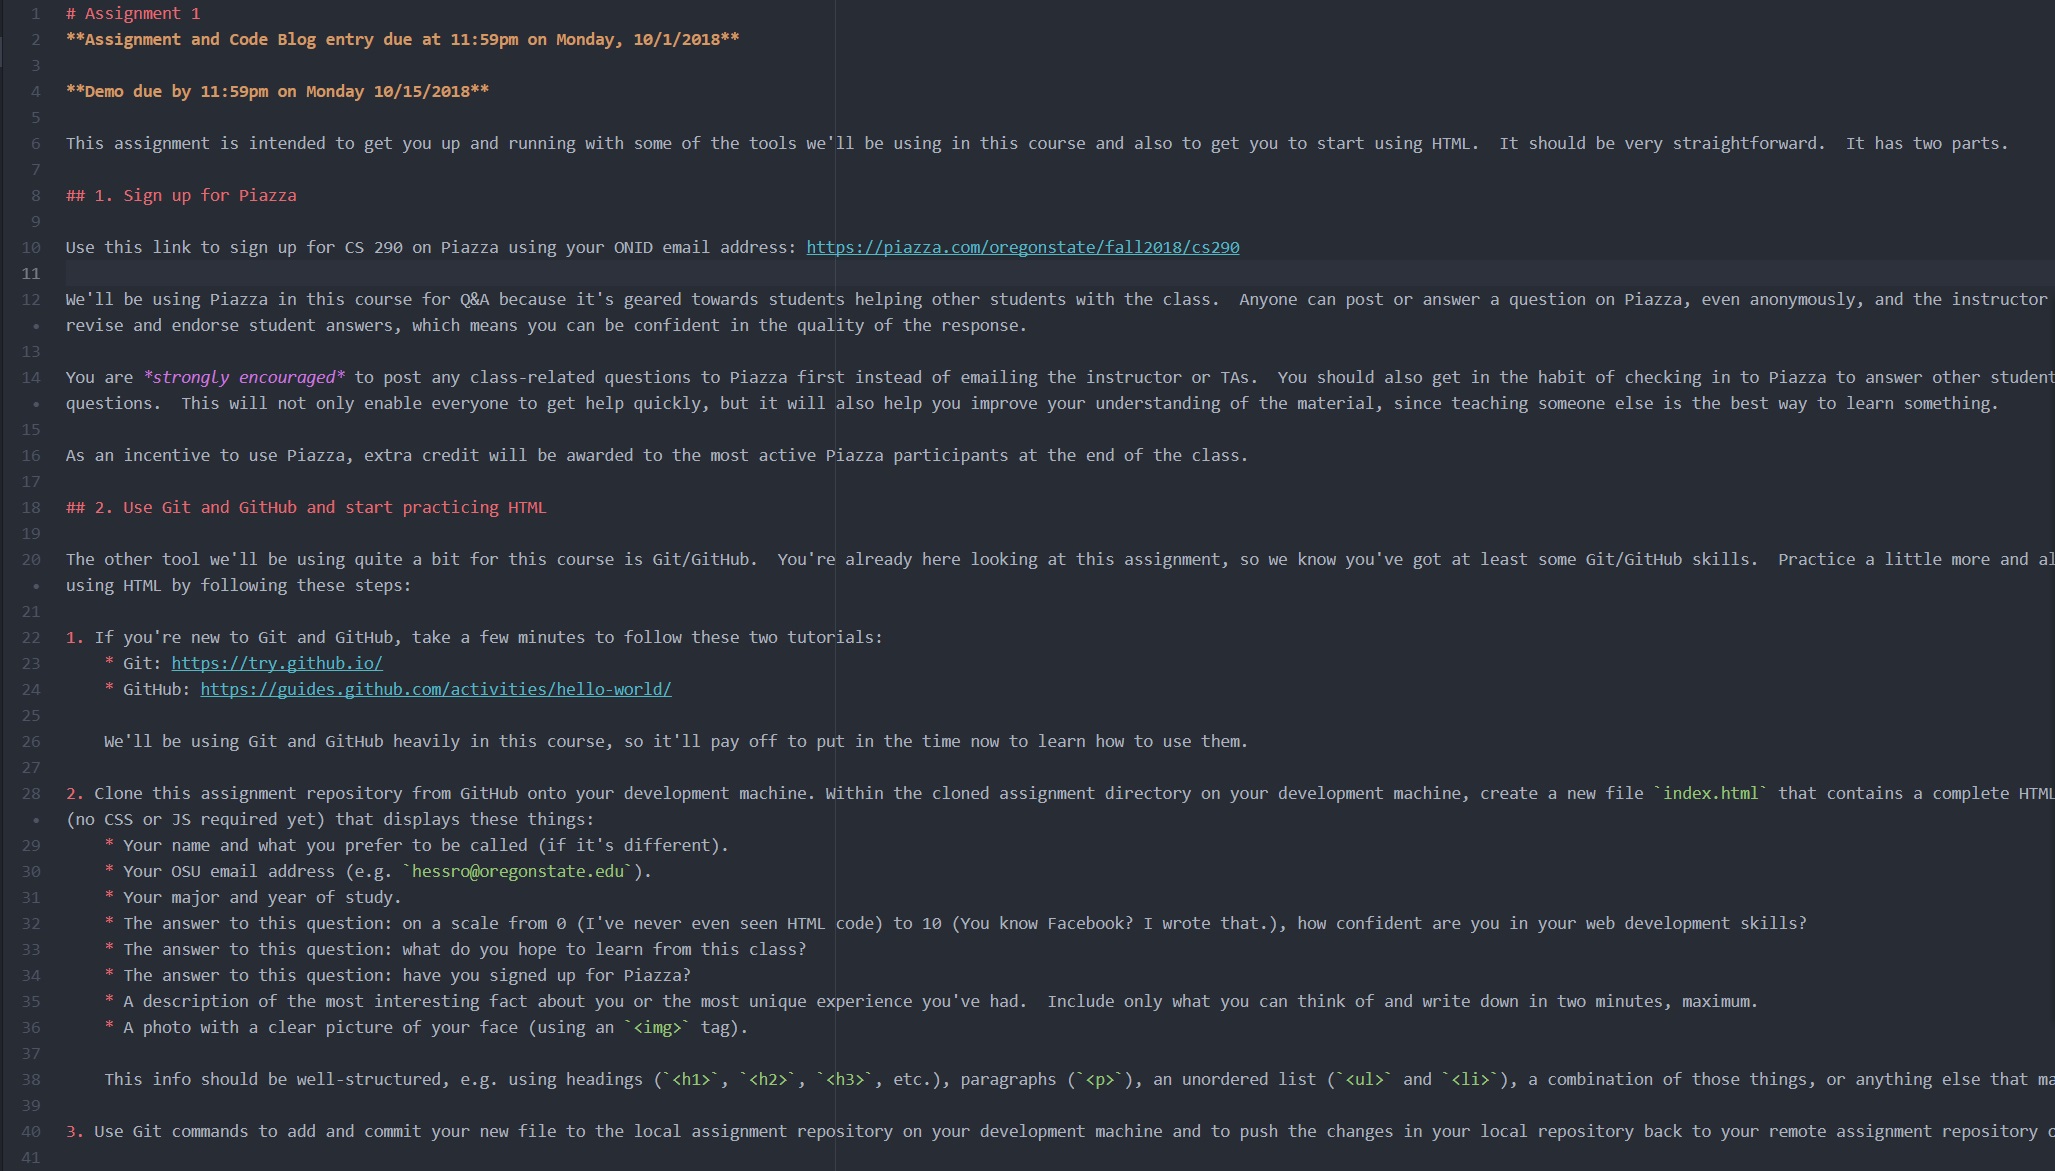 1 # Assignment 1
2 **Assignment and Code Blog entry due at 11:59pm on Monday, 10/1/2018**
3
4 **Demo due by 11:59pm on Monday 10/15/2018**
5
6 This assignment is intended to get you up and running with some of the tools we'll be using in this course and also to get you to start using HTML.  It should be very straightforward.  It has two parts.
7
8 ## 1. Sign up for Piazza
9
10 Use this link to sign up for CS 290 on Piazza using your ONID email address: https://piazza.com/oregonstate/fall2018/cs290
11
12 We'll be using Piazza in this course for Q&A because it's geared towards students helping other students with the class.  Anyone can post or answer a question on Piazza, even anonymously, and the instructor
• revise and endorse student answers, which means you can be confident in the quality of the response.
13
14 You are *strongly encouraged* to post any class-related questions to Piazza first instead of emailing the instructor or TAs.  You should also get in the habit of checking in to Piazza to answer other student
• questions.  This will not only enable everyone to get help quickly, but it will also help you improve your understanding of the material, since teaching someone else is the best way to learn something.
15
16 As an incentive to use Piazza, extra credit will be awarded to the most active Piazza participants at the end of the class.
17
18 ## 2. Use Git and GitHub and start practicing HTML
19
20 The other tool we'll be using quite a bit for this course is Git/GitHub.  You're already here looking at this assignment, so we know you've got at least some Git/GitHub skills.  Practice a little more and al
• using HTML by following these steps:
21
22 1. If you're new to Git and GitHub, take a few minutes to follow these two tutorials:
23     * Git: https://try.github.io/
24     * GitHub: https://guides.github.com/activities/hello-world/
25
26     We'll be using Git and GitHub heavily in this course, so it'll pay off to put in the time now to learn how to use them.
27
28 2. Clone this assignment repository from GitHub onto your development machine. Within the cloned assignment directory on your development machine, create a new file `index.html` that contains a complete HTML
• (no CSS or JS required yet) that displays these things:
29     * Your name and what you prefer to be called (if it's different).
30     * Your OSU email address (e.g. `hessro@oregonstate.edu`).
31     * Your major and year of study.
32     * The answer to this question: on a scale from 0 (I've never even seen HTML code) to 10 (You know Facebook? I wrote that.), how confident are you in your web development skills?
33     * The answer to this question: what do you hope to learn from this class?
34     * The answer to this question: have you signed up for Piazza?
35     * A description of the most interesting fact about you or the most unique experience you've had.  Include only what you can think of and write down in two minutes, maximum.
36     * A photo with a clear picture of your face (using an `<img>` tag).
37
38     This info should be well-structured, e.g. using headings (`<h1>`, `<h2>`, `<h3>`, etc.), paragraphs (`<p>`), an unordered list (`<ul>` and `<li>`), a combination of those things, or anything else that ma
39
40 3. Use Git commands to add and commit your new file to the local assignment repository on your development machine and to push the changes in your local repository back to your remote assignment repository o
41